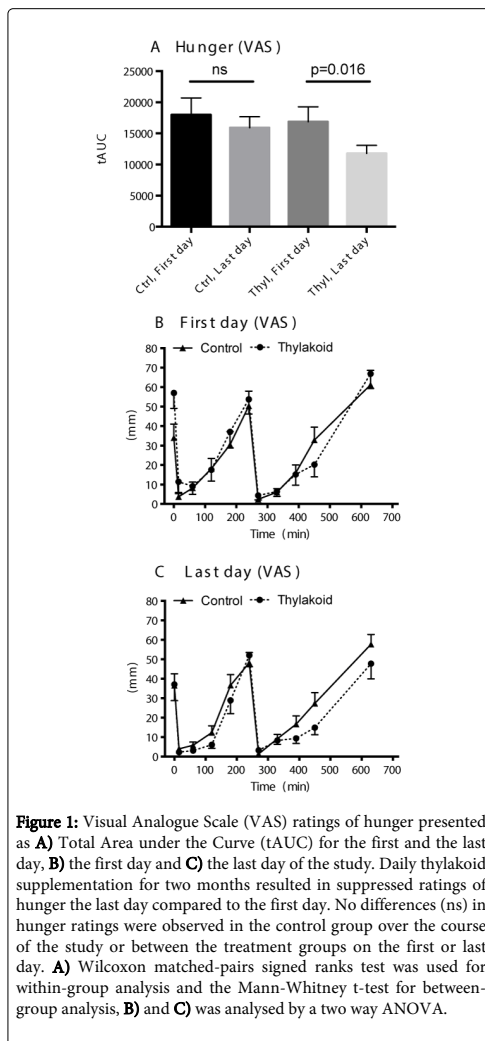 A Hunger (VAS)
ns
p=0.016
25000
20000
15000
10000
5000
0
tAUC
Ctrl, First day
Ctrl, Last day
Thyl, First day
Thyl, Last day
B First day (VAS)
Control Thylakoid
80
70
60
50
40
30
20
10
0
(mm)
0 100 200 300 400 500 600 700
Time (min)
C Last day (VAS)
Control Thylakoid
80
70
60
50
40
30
20
10
0
(mm)
0 100 200 300 400 500 600 700
Time (min)
Figure 1: Visual Analogue Scale (VAS) ratings of hunger presented
as A) Total Area under the Curve (tAUC) for the first and the last
day, B) the first day and C) the last day of the study. Daily thylakoid
supplementation for two months resulted in suppressed ratings of
hunger the last day compared to the first day. No differences (ns) in
hunger ratings were observed in the control group over the course
of the study or between the treatment groups on the first or last
day. A) Wilcoxon matched-pairs signed ranks test was used for
within-group analysis and the Mann-Whitney t-test for between-
group analysis, B) and C) was analysed by a two way ANOVA.